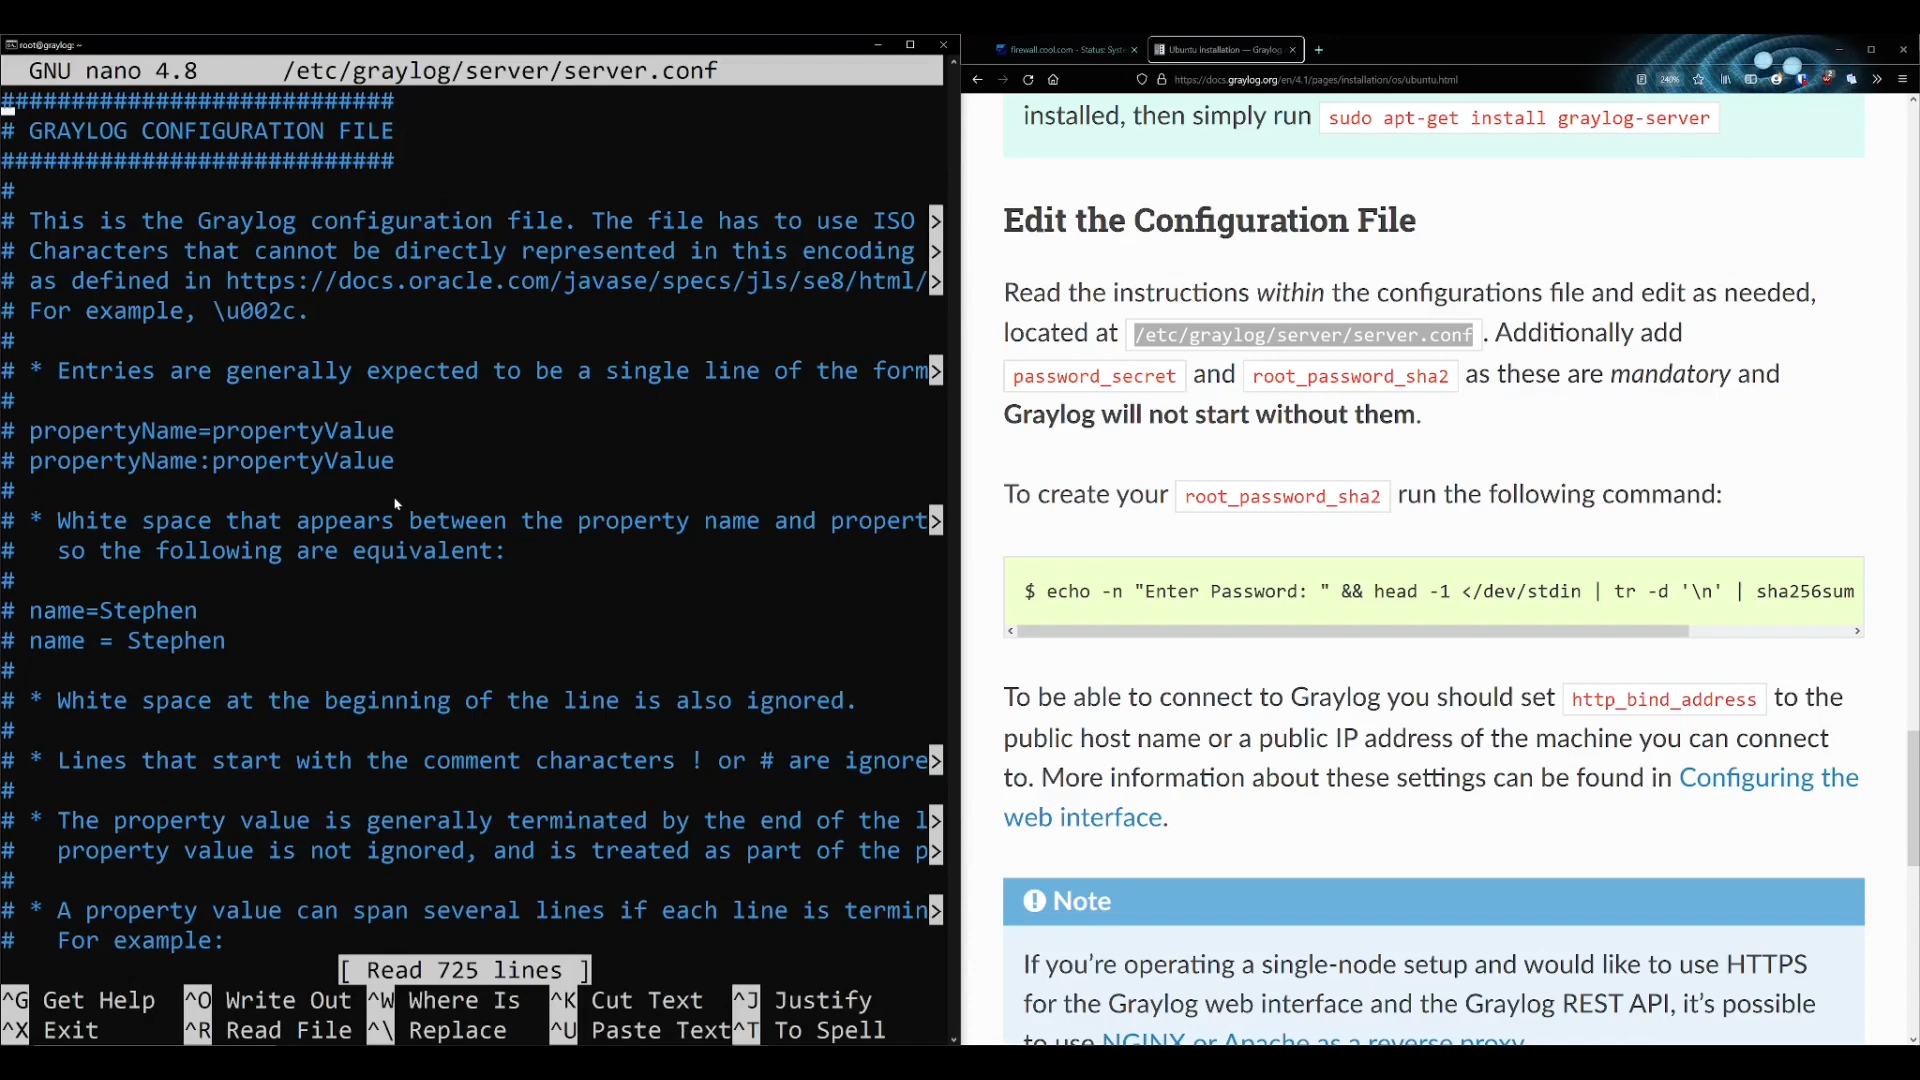 root@graylog: ~
GNU nano 4.8 /etc/graylog/server/server.conf
############################
# GRAYLOG CONFIGURATION FILE
############################
#
# This is the Graylog configuration file. The file has to use ISO >
# Characters that cannot be directly represented in this encoding >
# as defined in https://docs.oracle.com/javase/specs/jls/se8/html/>
# For example, \u002c.
#
# * Entries are generally expected to be a single line of the form>
#
# propertyName=propertyValue
# propertyName:propertyValue
#
# * White space that appears between the property name and propert>
#   so the following are equivalent:
#
# name=Stephen
# name = Stephen
#
# * White space at the beginning of the line is also ignored.
#
# * Lines that start with the comment characters ! or # are ignore>
#
# * The property value is generally terminated by the end of the l>
#   property value is not ignored, and is treated as part of the p>
#
# * A property value can span several lines if each line is termin>
#   For example:
[ Read 725 lines ]
^G Get Help ^O Write Out ^W Where Is ^K Cut Text ^J Justify
^X Exit ^R Read File ^\ Replace ^U Paste Text ^T To Spell
firewall.cool.com - Status: Syste
Ubuntu installation — Graylog
https://docs.graylog.org/en/4.1/pages/installation/os/ubuntu.html
240%
installed, then simply run sudo apt-get install graylog-server
Edit the Configuration File
Read the instructions within the configurations file and edit as needed,
located at /etc/graylog/server/server.conf . Additionally add
password_secret and root_password_sha2 as these are mandatory and
Graylog will not start without them.
To create your root_password_sha2 run the following command:
$ echo -n "Enter Password: " && head -1 </dev/stdin | tr -d '\n' | sha256sum
To be able to connect to Graylog you should set http_bind_address to the
public host name or a public IP address of the machine you can connect
to. More information about these settings can be found in Configuring the
web interface.
Note
If you’re operating a single-node setup and would like to use HTTPS
for the Graylog web interface and the Graylog REST API, it’s possible
to use NGINX or Apache as a reverse proxy.